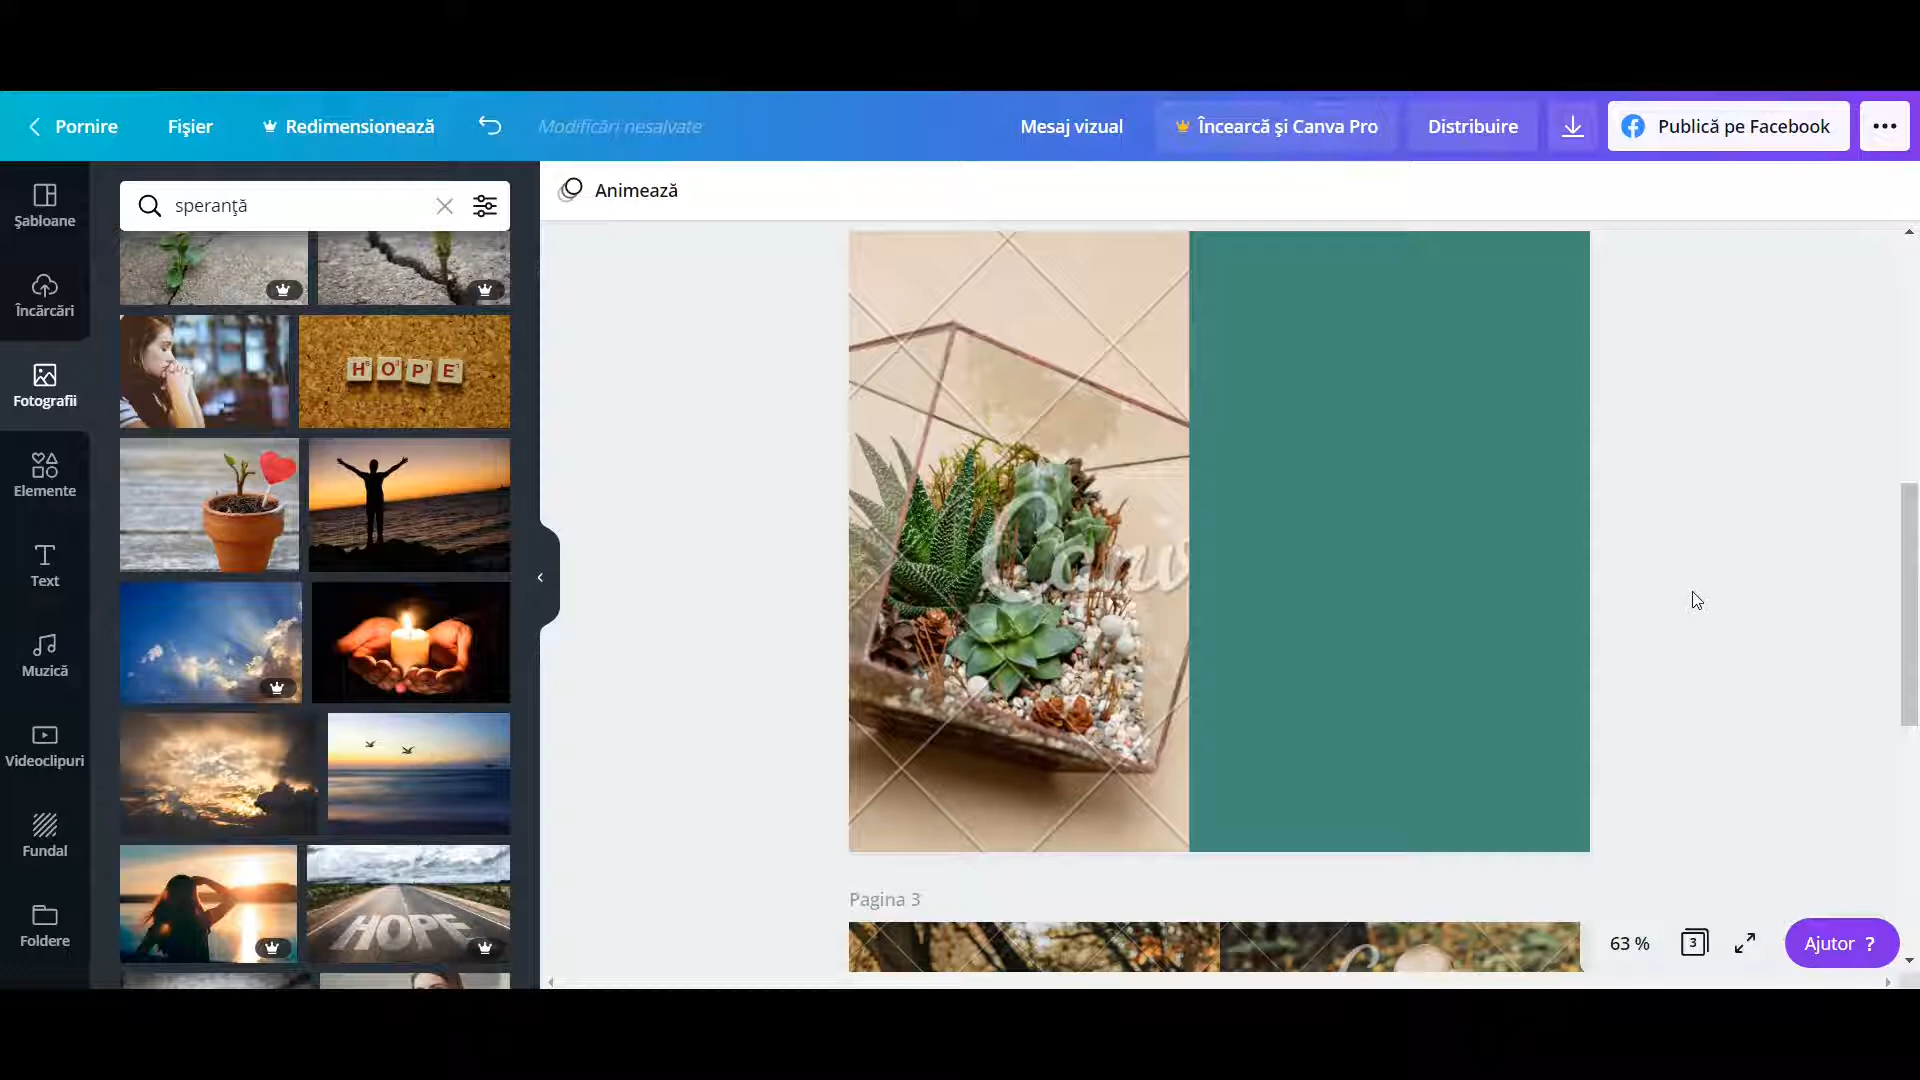 Pornire
Fișier
Redimensionează
Modificări nesalvate
Mesaj vizual
Încearcă și Canva Pro
Distribuire
Publică pe Facebook
Șabloane
Încărcări
Fotografii
Elemente
Text
Muzică
Videoclipuri
Fundal
Foldere
speranță
HOPE
HOPE
Animează
Canv
Pagina 3
63 %
3
Ajutor ?